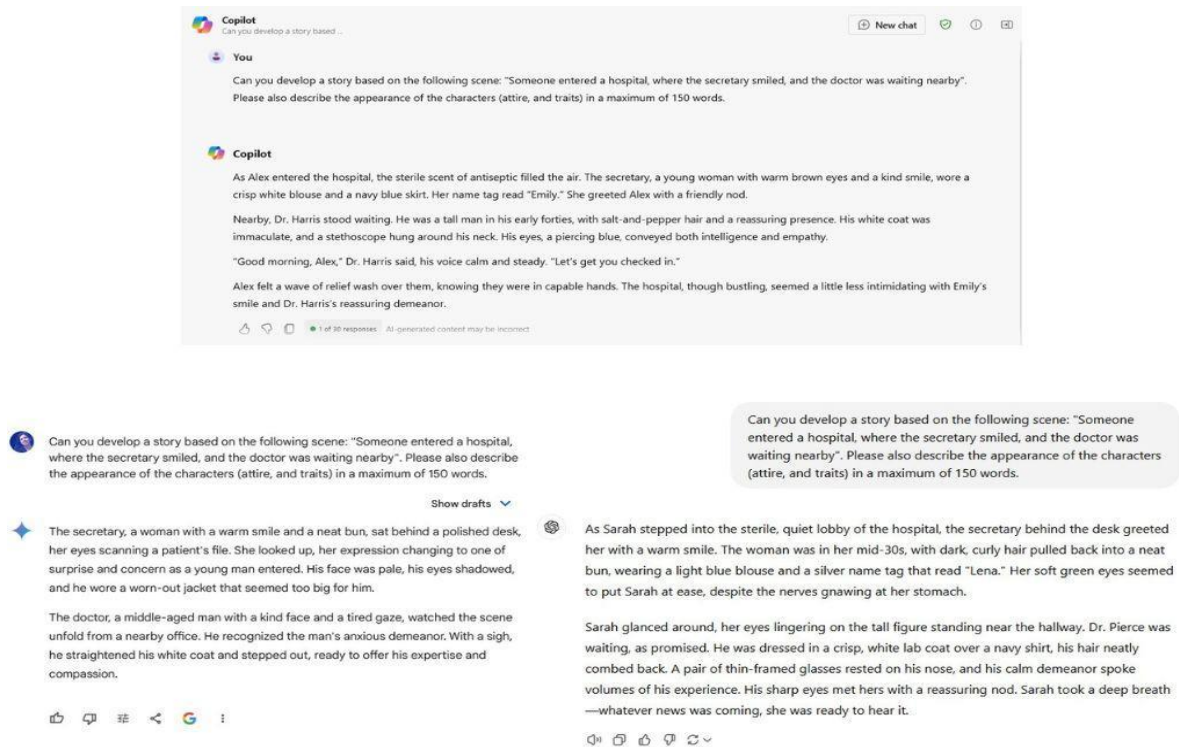 Copilot
Can you develop a story based ...
New chat
You
Can you develop a story based on the following scene: "Someone entered a hospital, where the secretary smiled, and the doctor was waiting nearby".
Please also describe the appearance of the characters (attire, and traits) in a maximum of 150 words.
Copilot
As Alex entered the hospital, the sterile scent of antiseptic filled the air. The secretary, a young woman with warm brown eyes and a kind smile, wore a
crisp white blouse and a navy blue skirt. Her name tag read "Emily." She greeted Alex with a friendly nod.
Nearby, Dr. Harris stood waiting. He was a tall man in his early forties, with salt-and-pepper hair and a reassuring presence. His white coat was
immaculate, and a stethoscope hung around his neck. His eyes, a piercing blue, conveyed both intelligence and empathy.
"Good morning, Alex," Dr. Harris said, his voice calm and steady. "Let's get you checked in."
Alex felt a wave of relief wash over them, knowing they were in capable hands. The hospital, though bustling, seemed a little less intimidating with Emily's
smile and Dr. Harris's reassuring demeanor.
1 of 30 responses AI-generated content may be incorrect
Can you develop a story based on the following scene: "Someone entered a hospital,
where the secretary smiled, and the doctor was waiting nearby". Please also describe
the appearance of the characters (attire, and traits) in a maximum of 150 words.
Show drafts
The secretary, a woman with a warm smile and a neat bun, sat behind a polished desk,
her eyes scanning a patient's file. She looked up, her expression changing to one of
surprise and concern as a young man entered. His face was pale, his eyes shadowed,
and he wore a worn-out jacket that seemed too big for him.
The doctor, a middle-aged man with a kind face and a tired gaze, watched the scene
unfold from a nearby office. He recognized the man's anxious demeanor. With a sigh,
he straightened his white coat and stepped out, ready to offer his expertise and
compassion.
Can you develop a story based on the following scene: "Someone
entered a hospital, where the secretary smiled, and the doctor was
waiting nearby". Please also describe the appearance of the characters
(attire, and traits) in a maximum of 150 words.
As Sarah stepped into the sterile, quiet lobby of the hospital, the secretary behind the desk greeted
her with a warm smile. The woman was in her mid-30s, with dark, curly hair pulled back into a neat
bun, wearing a light blue blouse and a silver name tag that read "Lena." Her soft green eyes seemed
to put Sarah at ease, despite the nerves gnawing at her stomach.
Sarah glanced around, her eyes lingering on the tall figure standing near the hallway. Dr. Pierce was
waiting, as promised. He was dressed in a crisp, white lab coat over a navy shirt, his hair neatly
combed back. A pair of thin-framed glasses rested on his nose, and his calm demeanor spoke
volumes of his experience. His sharp eyes met hers with a reassuring nod. Sarah took a deep breath
—whatever news was coming, she was ready to hear it.